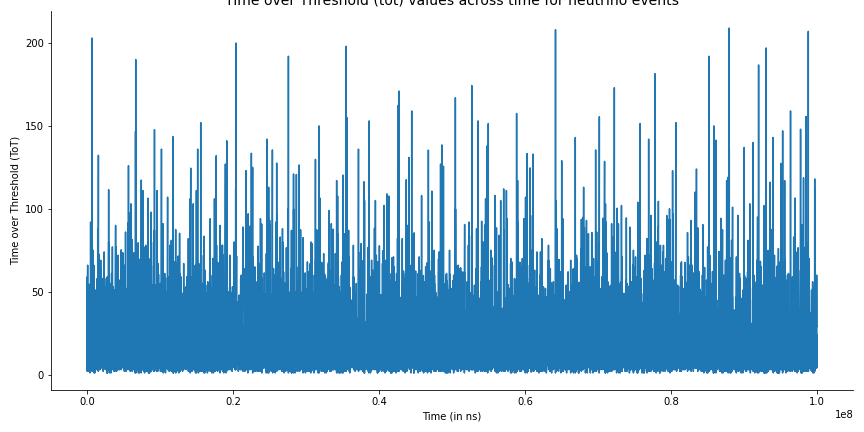 Time over Threshold (tot) values across time for neutrino events
200
150
100
50
0
Time over Threshold (ToT)
0.0 0.2 0.4 0.6 0.8 1.0
1e8
Time (in ns)